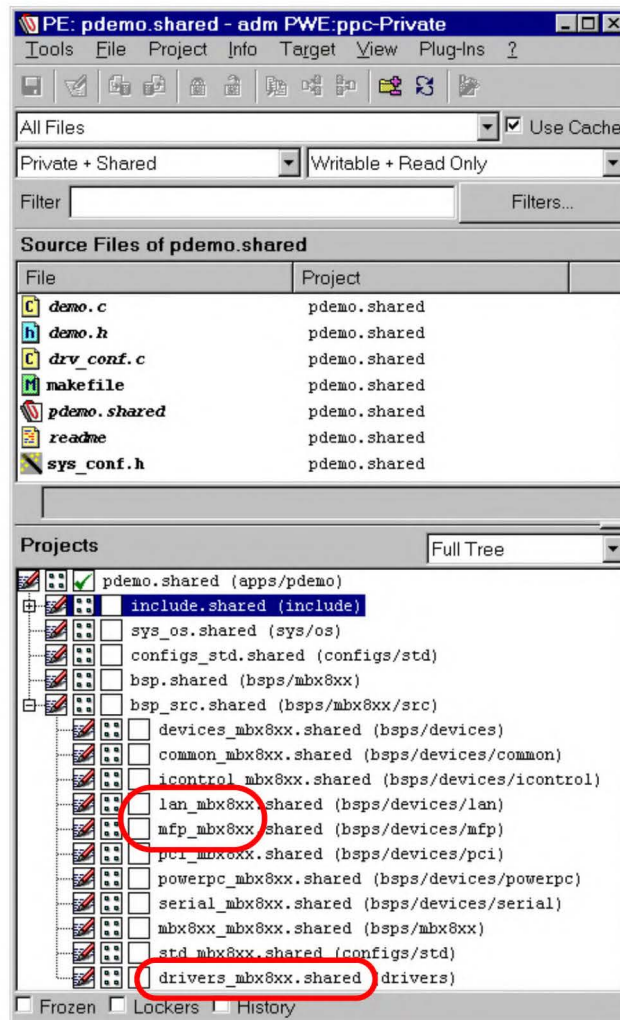 PE: pdemo.shared - adm PWE:ppc-Private
Tools File Project Info Target View Plug-Ins ?
All Files Use Cache
Private + Shared Writable + Read Only
Filter Filters...
Source Files of pdemo.shared
File Project
demo.c pdemo.shared
demo.h pdemo.shared
drv_conf.c pdemo.shared
makefile pdemo.shared
pdemo.shared pdemo.shared
readme pdemo.shared
sys_conf.h pdemo.shared
Projects Full Tree
pdemo.shared (apps/pdemo)
include.shared (include)
sys_os.shared (sys/os)
configs_std.shared (configs/std)
bsp.shared (bsps/mbx8xx)
bsp_src.shared (bsps/mbx8xx/src)
devices_mbx8xx.shared (bsps/devices)
common_mbx8xx.shared (bsps/devices/common)
icontrol_mbx8xx.shared (bsps/devices/icontrol)
lan_mbx8xx.shared (bsps/devices/lan)
mfp_mbx8xx.shared (bsps/devices/mfp)
pci_mbx8xx.shared (bsps/devices/pci)
powerpc_mbx8xx.shared (bsps/devices/powerpc)
serial_mbx8xx.shared (bsps/devices/serial)
mbx8xx_mbx8xx.shared (bsps/mbx8xx)
std_mbx8xx.shared (configs/std)
drivers_mbx8xx.shared (drivers)
Frozen Lockers History